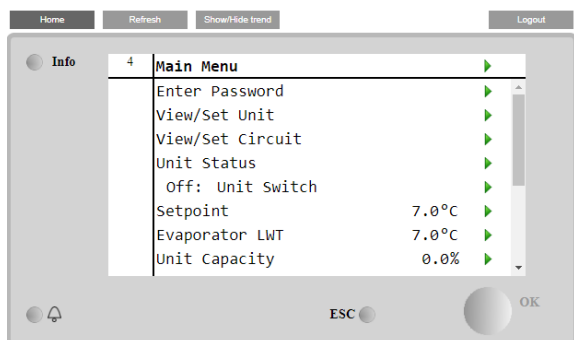 Home Refresh Show/Hide trend Logout
Info
4 Main Menu
Enter Password
View/Set Unit
View/Set Circuit
Unit Status
Off: Unit Switch
Setpoint 7.0°C
Evaporator LWT 7.0°C
Unit Capacity 0.0%
ESC OK